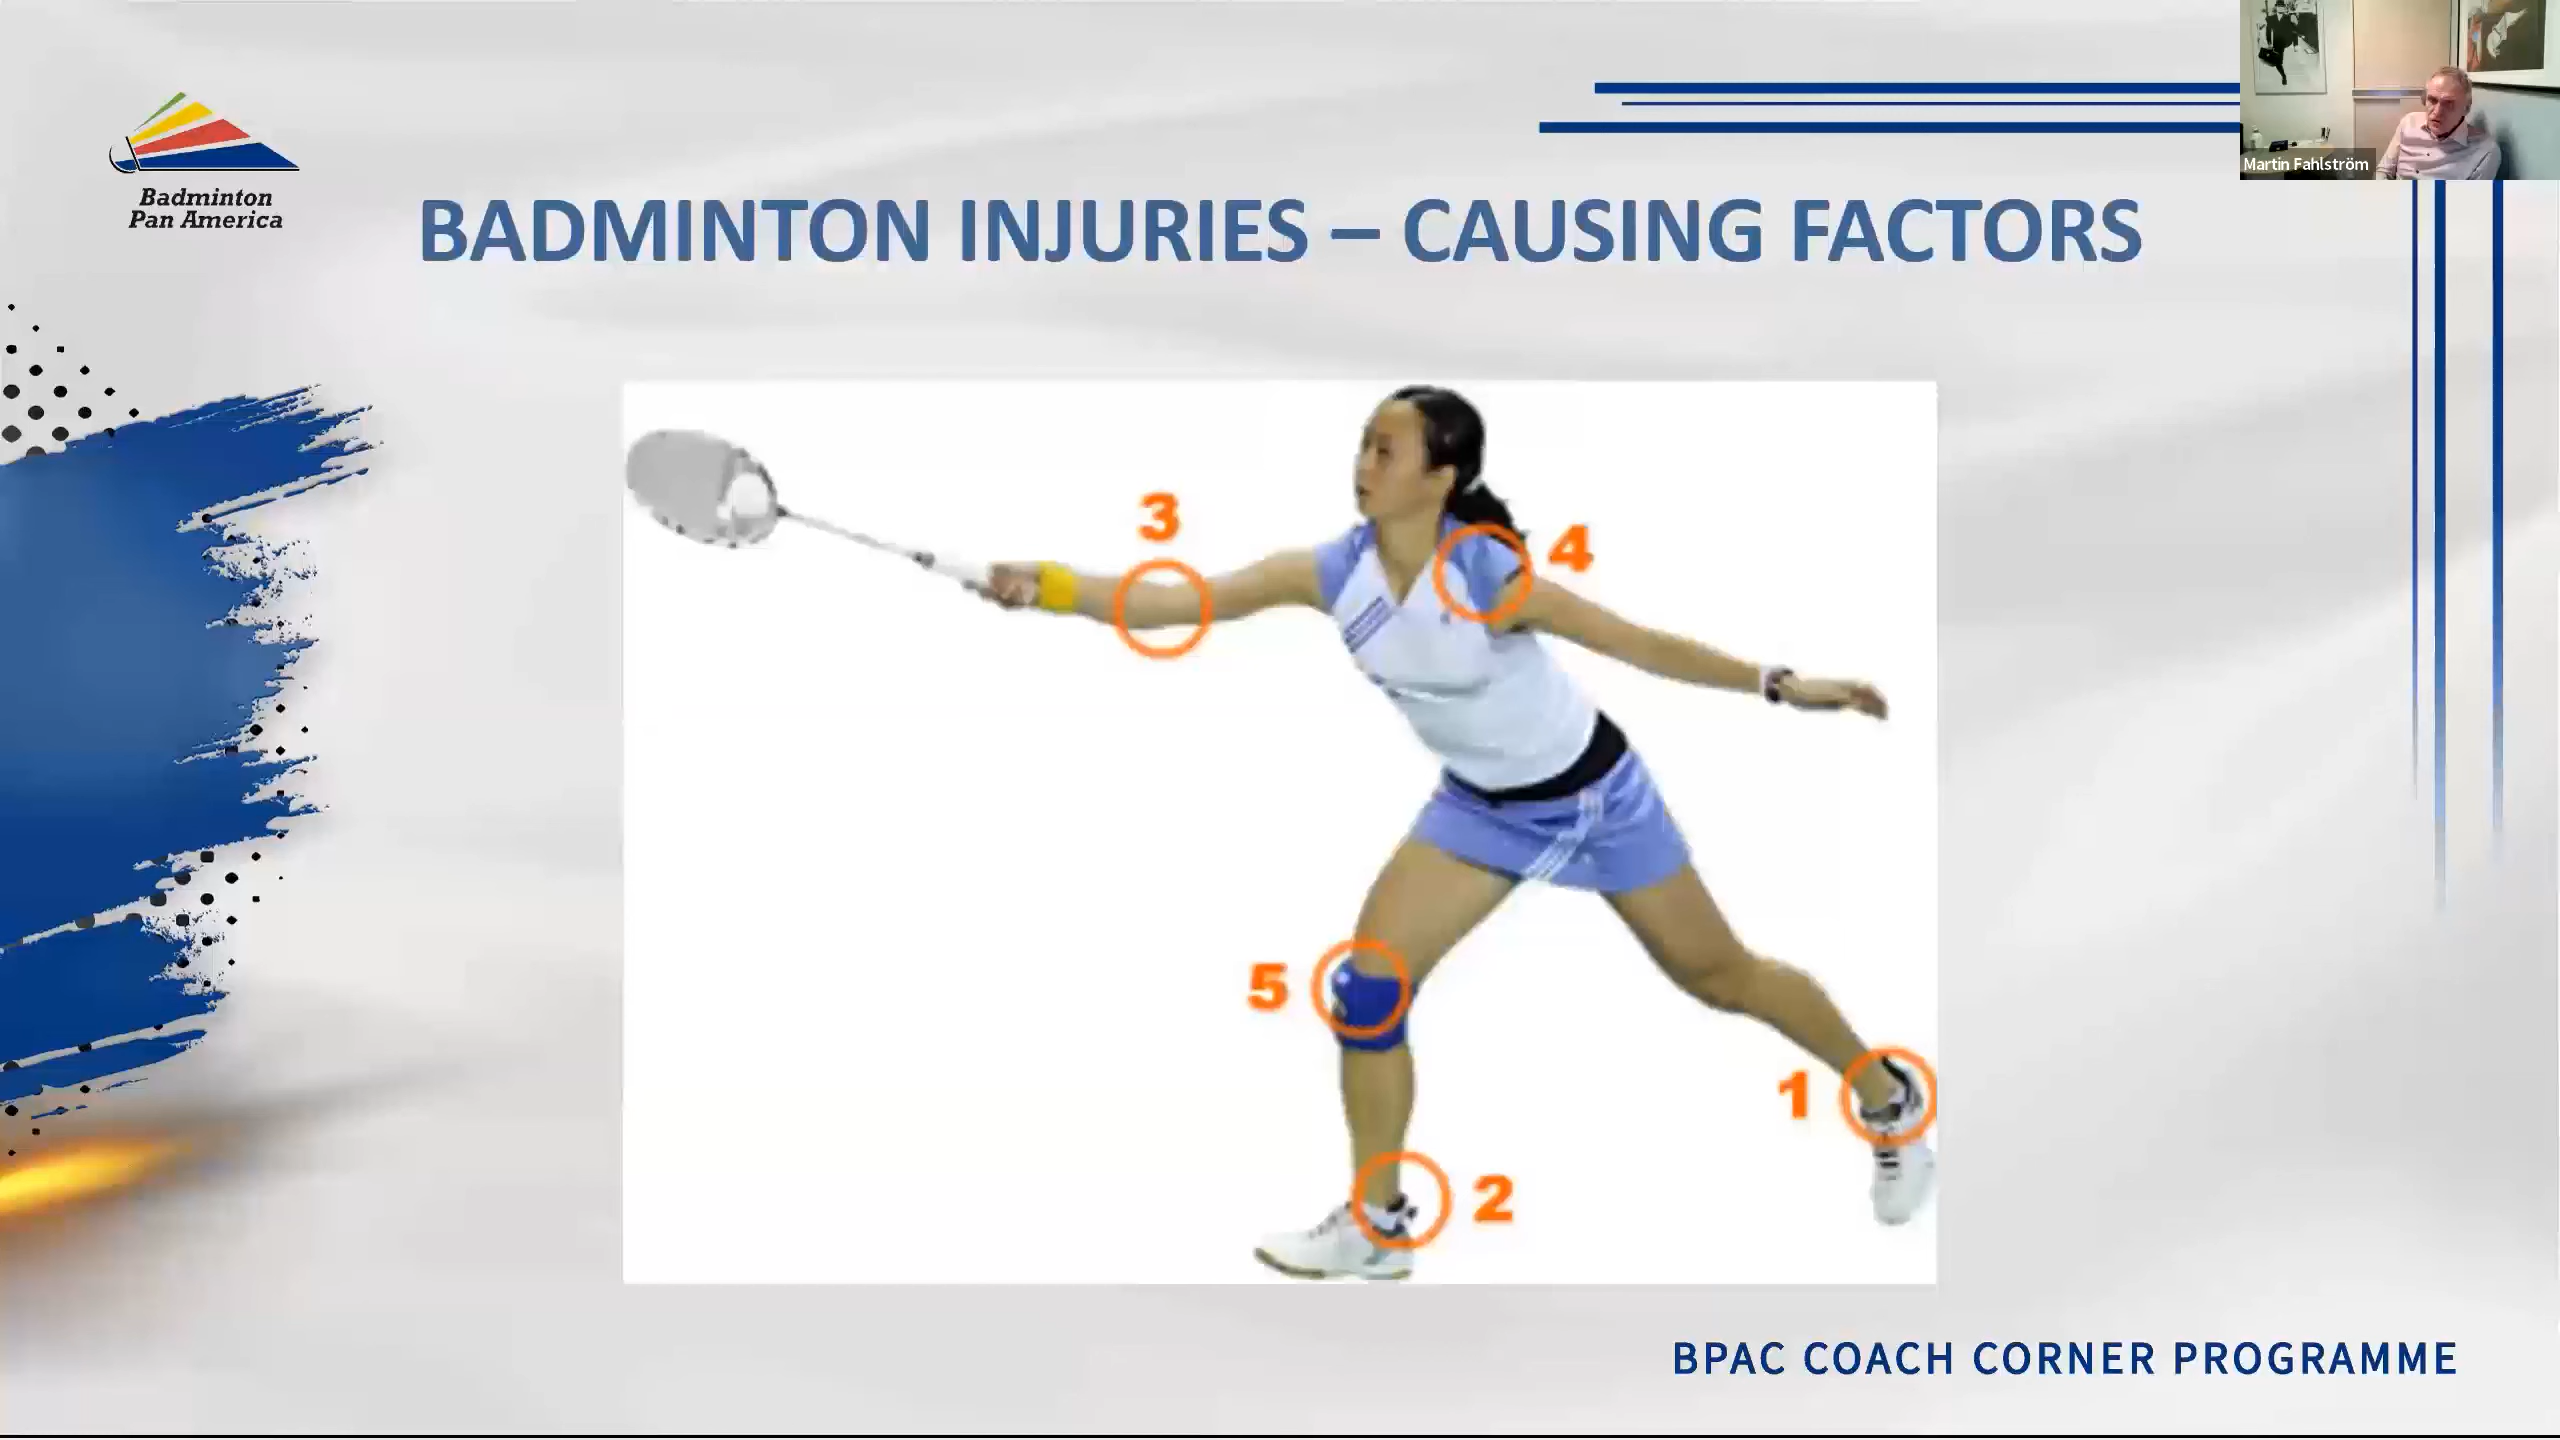 Badminton
Pan America
Martin Fahlström
BADMINTON INJURIES – CAUSING FACTORS
3
4
5
1
2
BPAC COACH CORNER PROGRAMME